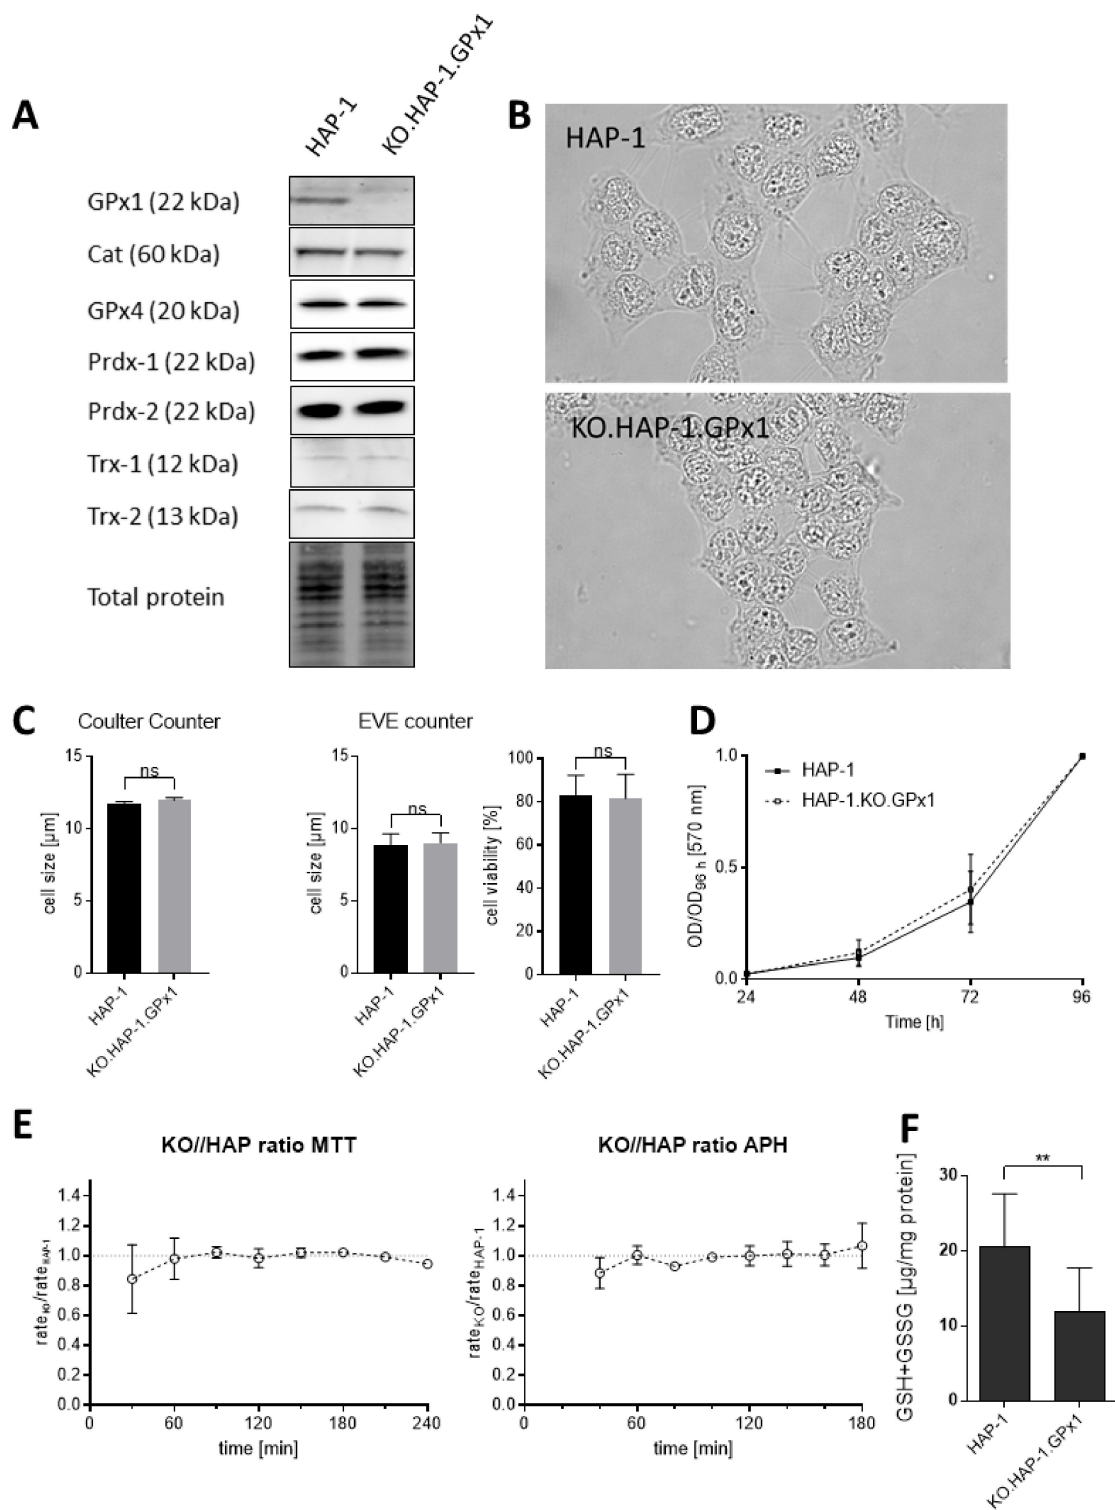 A
HAP-1
KO.HAP-1.GPx1
GPx1 (22 kDa)
Cat (60 kDa)
GPx4 (20 kDa)
Prdx-1 (22 kDa)
Prdx-2 (22 kDa)
Trx-1 (12 kDa)
Trx-2 (13 kDa)
Total protein
B
HAP-1
KO.HAP-1.GPx1
C
Coulter Counter
cell size [µm]
15
10
5
0
ns
HAP-1
KO.HAP-1.GPx1
EVE counter
cell size [µm]
15
10
5
0
ns
HAP-1
KO.HAP-1.GPx1
cell viability [%]
100
80
60
40
20
0
ns
HAP-1
KO.HAP-1.GPx1
D
OD/OD96 h [570 nm]
1.0
0.5
0.0
HAP-1
HAP-1.KO.GPx1
24 48 72 96
Time [h]
E
KO//HAP ratio MTT
rateKO/rateHAP-1
1.4
1.2
1.0
0.8
0.6
0.4
0.2
0.0
0 60 120 180 240
time [min]
KO//HAP ratio APH
rateKO/rateHAP-1
1.4
1.2
1.0
0.8
0.6
0.4
0.2
0.0
0 60 120 180
time [min]
F
GSH+GSSG [µg/mg protein]
30
20
10
0
**
HAP-1
KO.HAP-1.GPx1